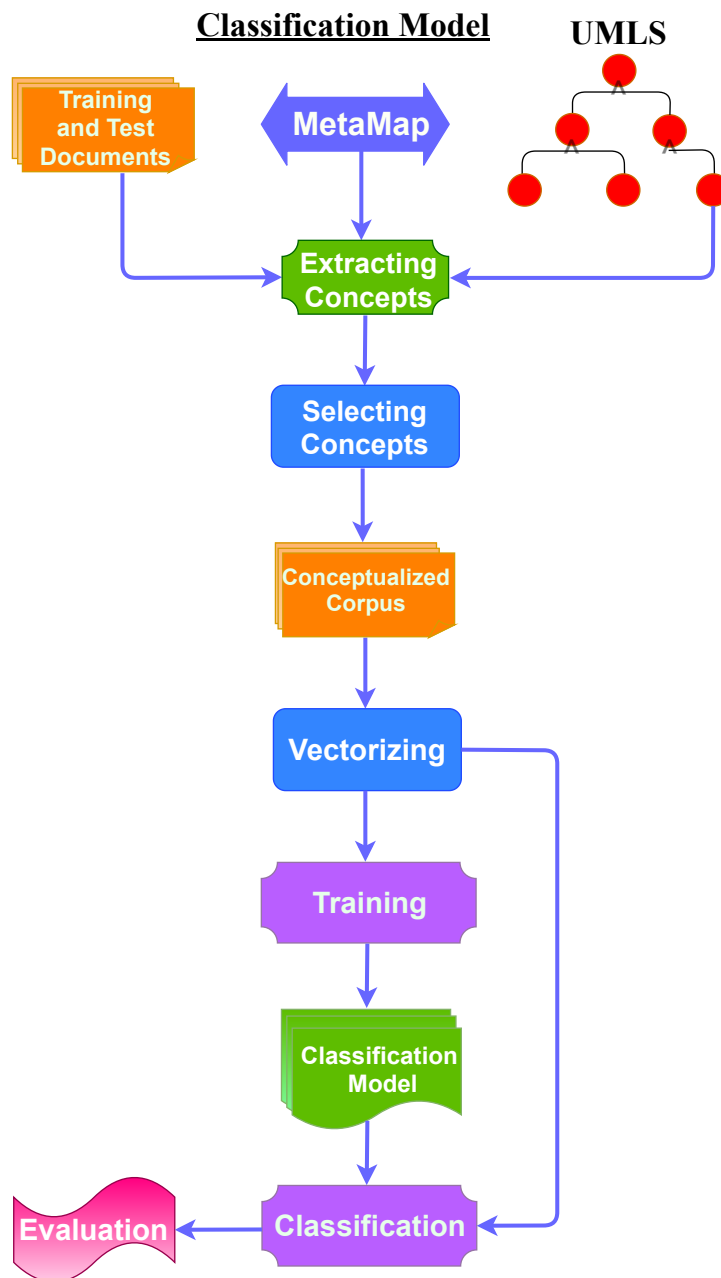 Classification Model
UMLS
Training
and Test
Documents
MetaMap
Extracting
Concepts
Selecting
Concepts
Conceptualized
Corpus
Vectorizing
Training
Classification
Model
Evaluation
Classification